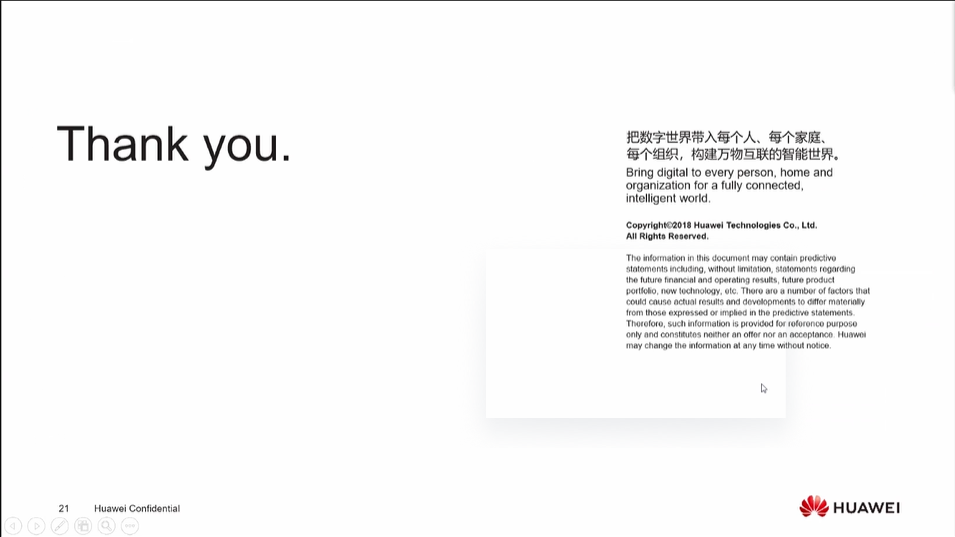 Thank you.
把数字世界带入每个人、每个家庭、
每个组织，构建万物互联的智能世界。
Bring digital to every person, home and
organization for a fully connected,
intelligent world.
Copyright©2018 Huawei Technologies Co., Ltd.
All Rights Reserved.
The information in this document may contain predictive
statements including, without limitation, statements regarding
the future financial and operating results, future product
portfolio, new technology, etc. There are a number of factors that
could cause actual results and developments to differ materially
from those expressed or implied in the predictive statements.
Therefore, such information is provided for reference purpose
only and constitutes neither an offer nor an acceptance. Huawei
may change the information at any time without notice.
21 Huawei Confidential
HUAWEI